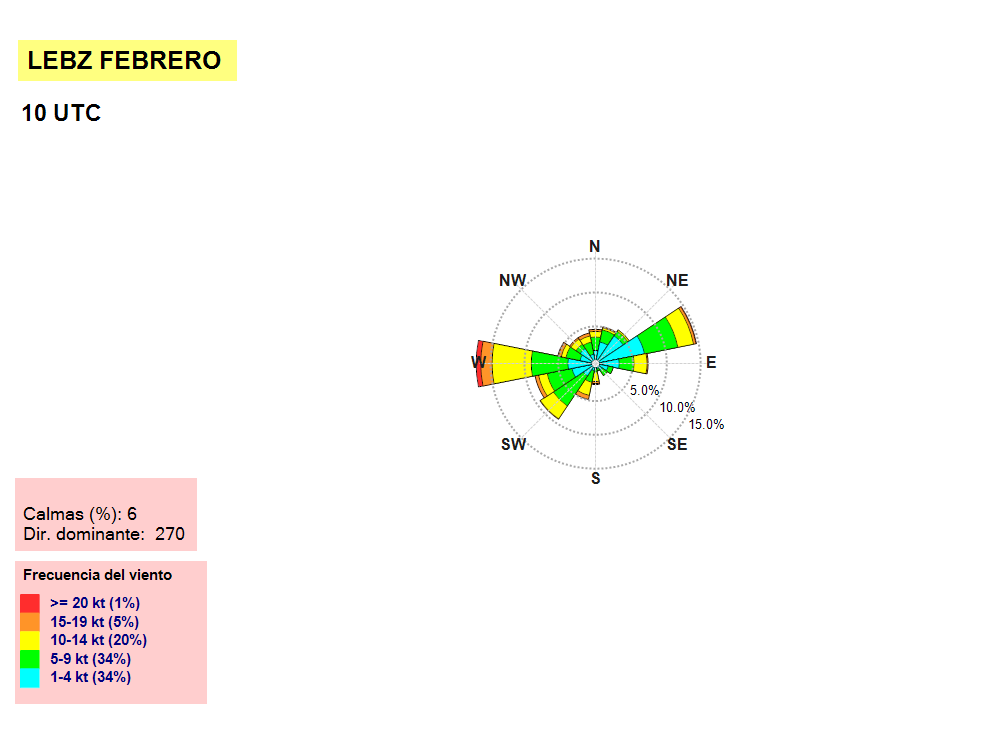 LEBZ FEBRERO
10 UTC
N
NW
NE
W
E
5.0%
10.0%
15.0%
SW
SE
S
Calmas (%): 6
Dir. dominante: 270
Frecuencia del viento
>= 20 kt (1%)
15-19 kt (5%)
10-14 kt (20%)
5-9 kt (34%)
1-4 kt (34%)